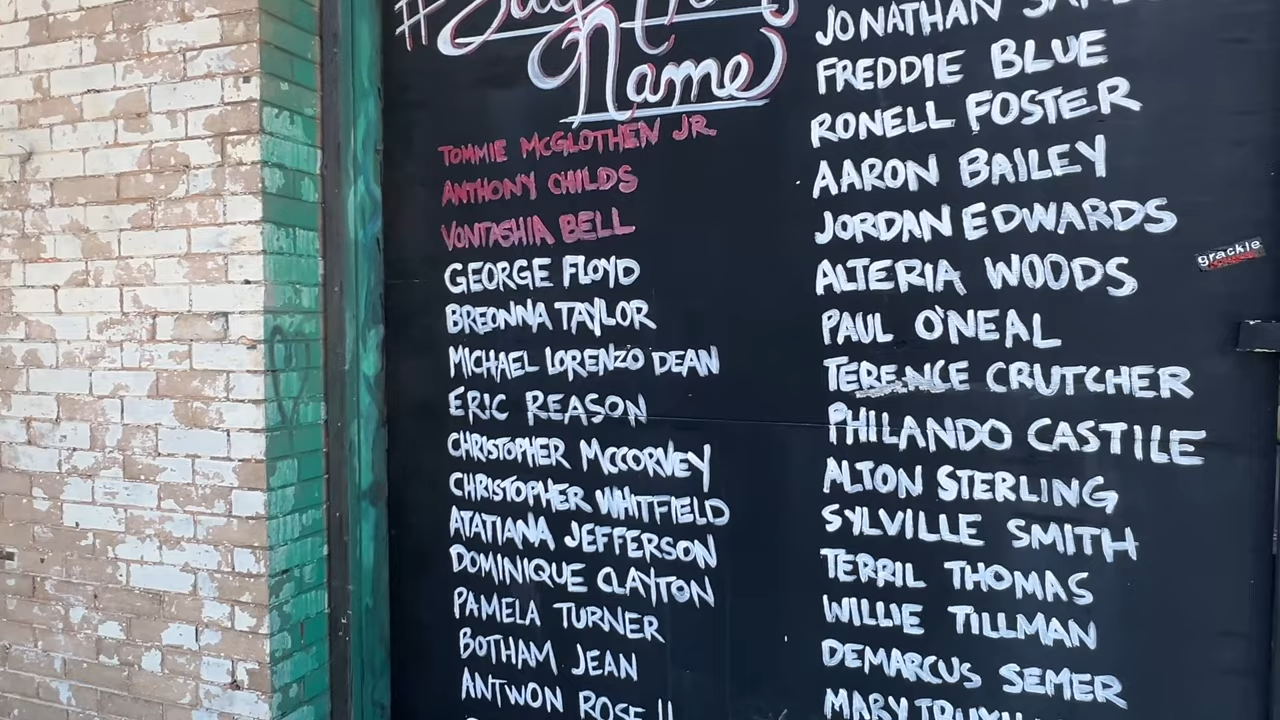 #Say
Name
TOMMIE MCGLOTHEN JR.
ANTHONY CHILDS
VONTASHIA BELL
GEORGE FLOYD
BREONNA TAYLOR
MICHAEL LORENZO DEAN
ERIC REASON
CHRISTOPHER MCCORVEY
CHRISTOPHER WHITFIELD
ATATIANA JEFFERSON
DOMINIQUE CLAYTON
PAMELA TURNER
BOTHAM JEAN
ANTWON ROSE II
JONATHAN
FREDDIE BLUE
RONELL FOSTER
AARON BAILEY
JORDAN EDWARDS
ALTERIA WOODS
PAUL O'NEAL
TERENCE CRUTCHER
PHILANDO CASTILE
ALTON STERLING
SYLVILLE SMITH
TERRIL THOMAS
WILLIE TILLMAN
DEMARCUS SEMER
MARY
grackle